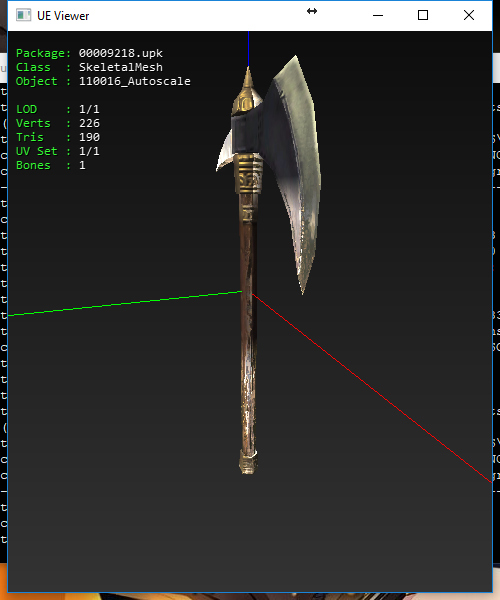 UE Viewer
Package: 00009218.upk
Class  : SkeletalMesh
Object : 110016_Autoscale
LOD    : 1/1
Verts  : 226
Tris   : 190
UV Set : 1/1
Bones  : 1